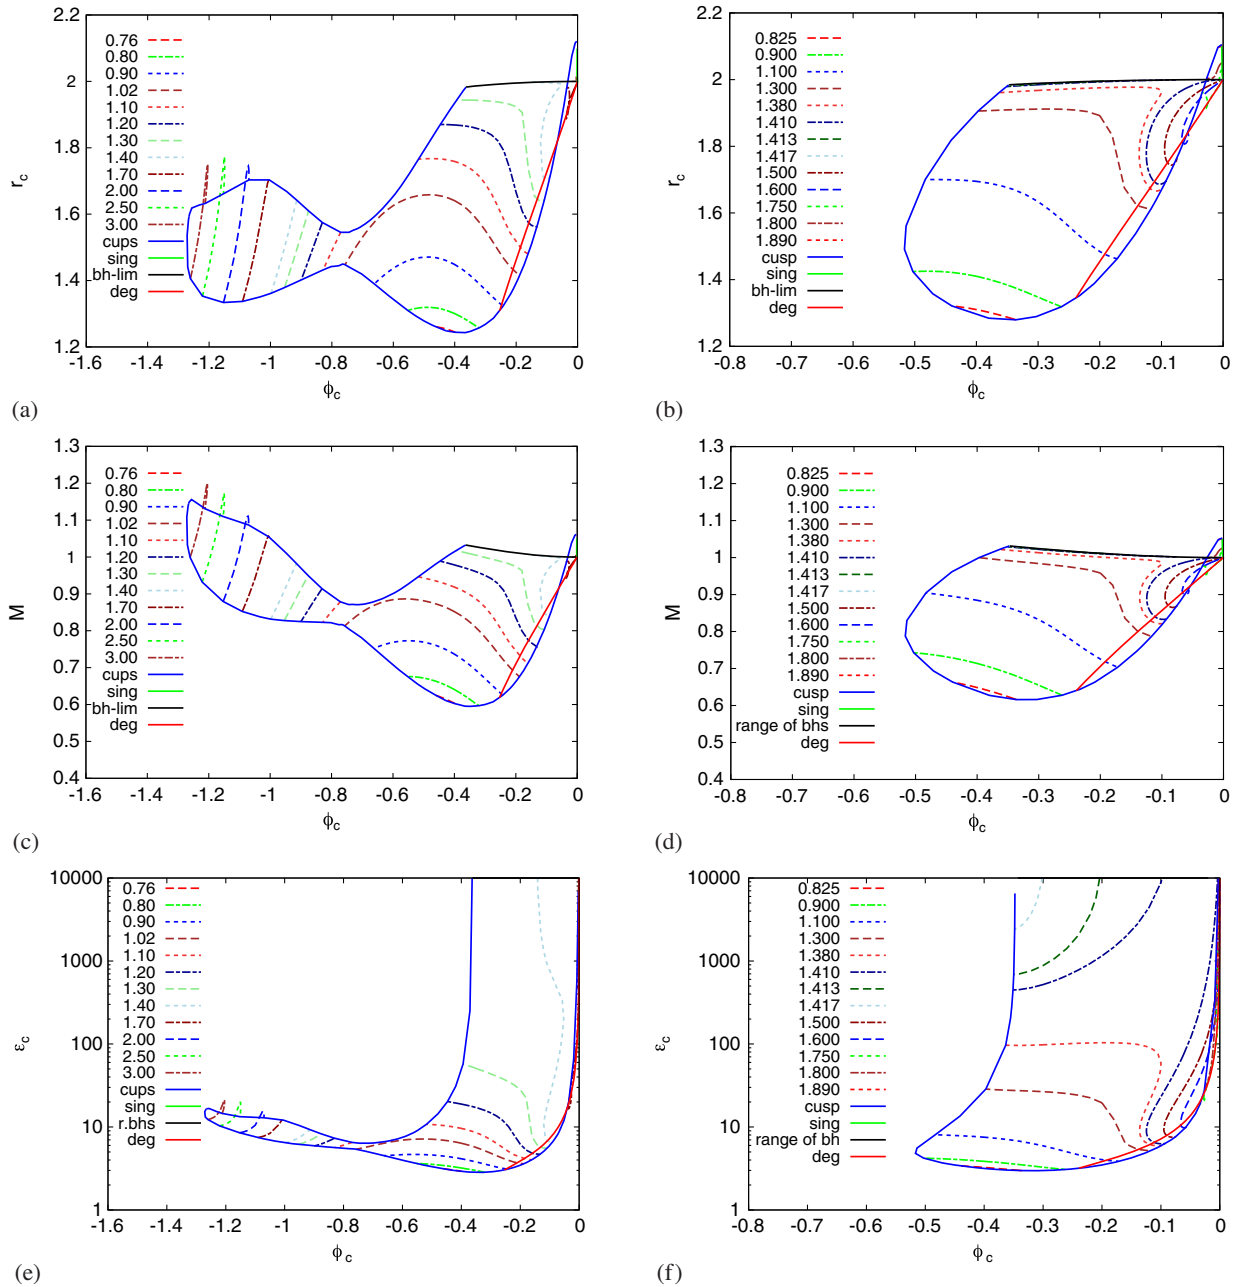 2.2
2
1.8
1.6
1.4
1.2
r_c
0.76
0.80
0.90
1.02
1.10
1.20
1.30
1.40
1.70
2.00
2.50
3.00
cups
sing
bh-lim
deg
-1.6 -1.4 -1.2 -1 -0.8 -0.6 -0.4 -0.2 0
ϕ_c
(a)
2.2
2
1.8
1.6
1.4
1.2
r_c
0.825
0.900
1.100
1.300
1.380
1.410
1.413
1.417
1.500
1.600
1.750
1.800
1.890
cusp
sing
bh-lim
deg
-0.8 -0.7 -0.6 -0.5 -0.4 -0.3 -0.2 -0.1 0
ϕ_c
(b)
1.3
1.2
1.1
1
0.9
0.8
0.7
0.6
0.5
0.4
M
0.76
0.80
0.90
1.02
1.10
1.20
1.30
1.40
1.70
2.00
2.50
3.00
cups
sing
bh-lim
deg
-1.6 -1.4 -1.2 -1 -0.8 -0.6 -0.4 -0.2 0
ϕ_c
(c)
1.3
1.2
1.1
1
0.9
0.8
0.7
0.6
0.5
0.4
M
0.825
0.900
1.100
1.300
1.380
1.410
1.413
1.417
1.500
1.600
1.750
1.800
1.890
cusp
sing
range of bhs
deg
-0.8 -0.7 -0.6 -0.5 -0.4 -0.3 -0.2 -0.1 0
ϕ_c
(d)
10000
1000
100
10
1
ε_c
0.76
0.80
0.90
1.02
1.10
1.20
1.30
1.40
1.70
2.00
2.50
3.00
cups
sing
r.bhs
deg
-1.6 -1.4 -1.2 -1 -0.8 -0.6 -0.4 -0.2 0
ϕ_c
(e)
10000
1000
100
10
1
ε_c
0.825
0.900
1.100
1.300
1.380
1.410
1.413
1.417
1.500
1.600
1.750
1.800
1.890
cusp
sing
range of bh
deg
-0.8 -0.7 -0.6 -0.5 -0.4 -0.3 -0.2 -0.1 0
ϕ_c
(f)